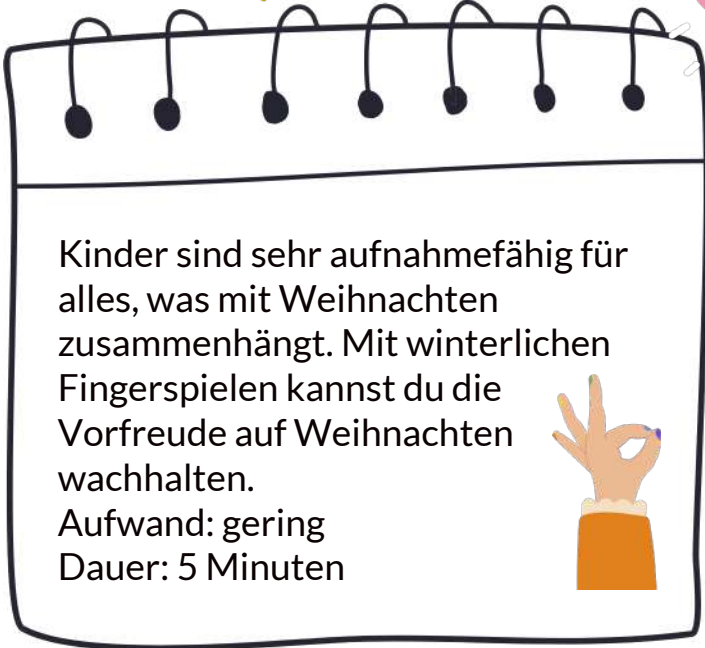 Kinder sind sehr aufnahmefähig für
alles, was mit Weihnachten
zusammenhängt. Mit winterlichen
Fingerspielen kannst du die
Vorfreude auf Weihnachten
wachhalten.
Aufwand: gering
Dauer: 5 Minuten